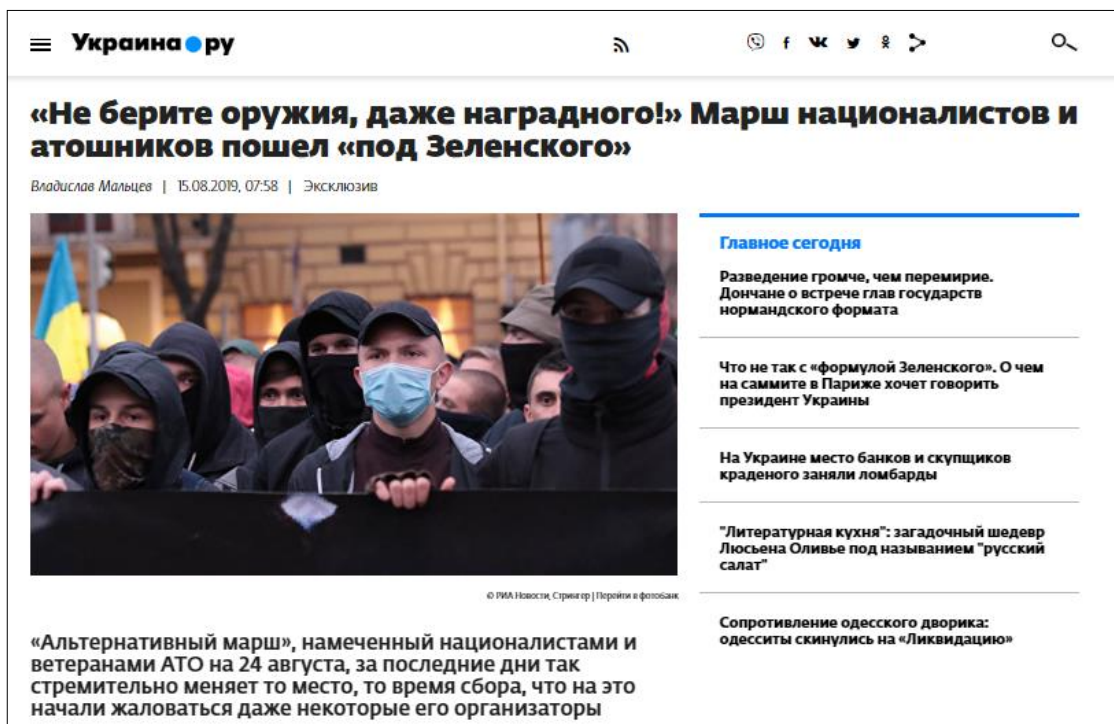 Украина ру
«Не берите оружия, даже наградного!» Марш националистов и
атошников пошел «под Зеленского»
Владислав Мальцев | 15.08.2019, 07:58 | Эксклюзив
© РИА Новости, Стрингер | Перейти в фотобанк
«Альтернативный марш», намеченный националистами и
ветеранами АТО на 24 августа, за последние дни так
стремительно меняет то место, то время сбора, что на это
начали жаловаться даже некоторые его организаторы
Главное сегодня
Разведение громче, чем перемирие.
Дончане о встрече глав государств
нормандского формата
Что не так с «формулой Зеленского». О чем
на саммите в Париже хочет говорить
президент Украины
На Украине место банков и скупщиков
краденого заняли ломбарды
"Литературная кухня": загадочный шедевр
Люсьена Оливье под называнием "русский
салат"
Сопротивление одесского дворика:
одесситы скинулись на «Ликвидацию»